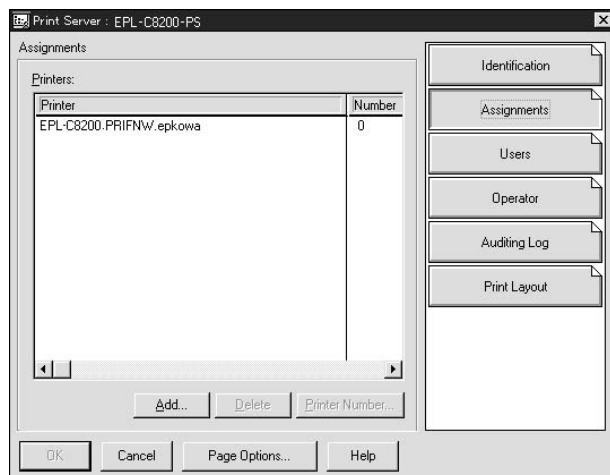 Print Server : EPL-C8200-PS
Assignments
Printers:
Printer Number
EPL-C8200.PRIFNW.epkowa 0
Add... Delete Printer Number...
OK Cancel Page Options... Help
Identification
Assignments
Users
Operator
Auditing Log
Print Layout